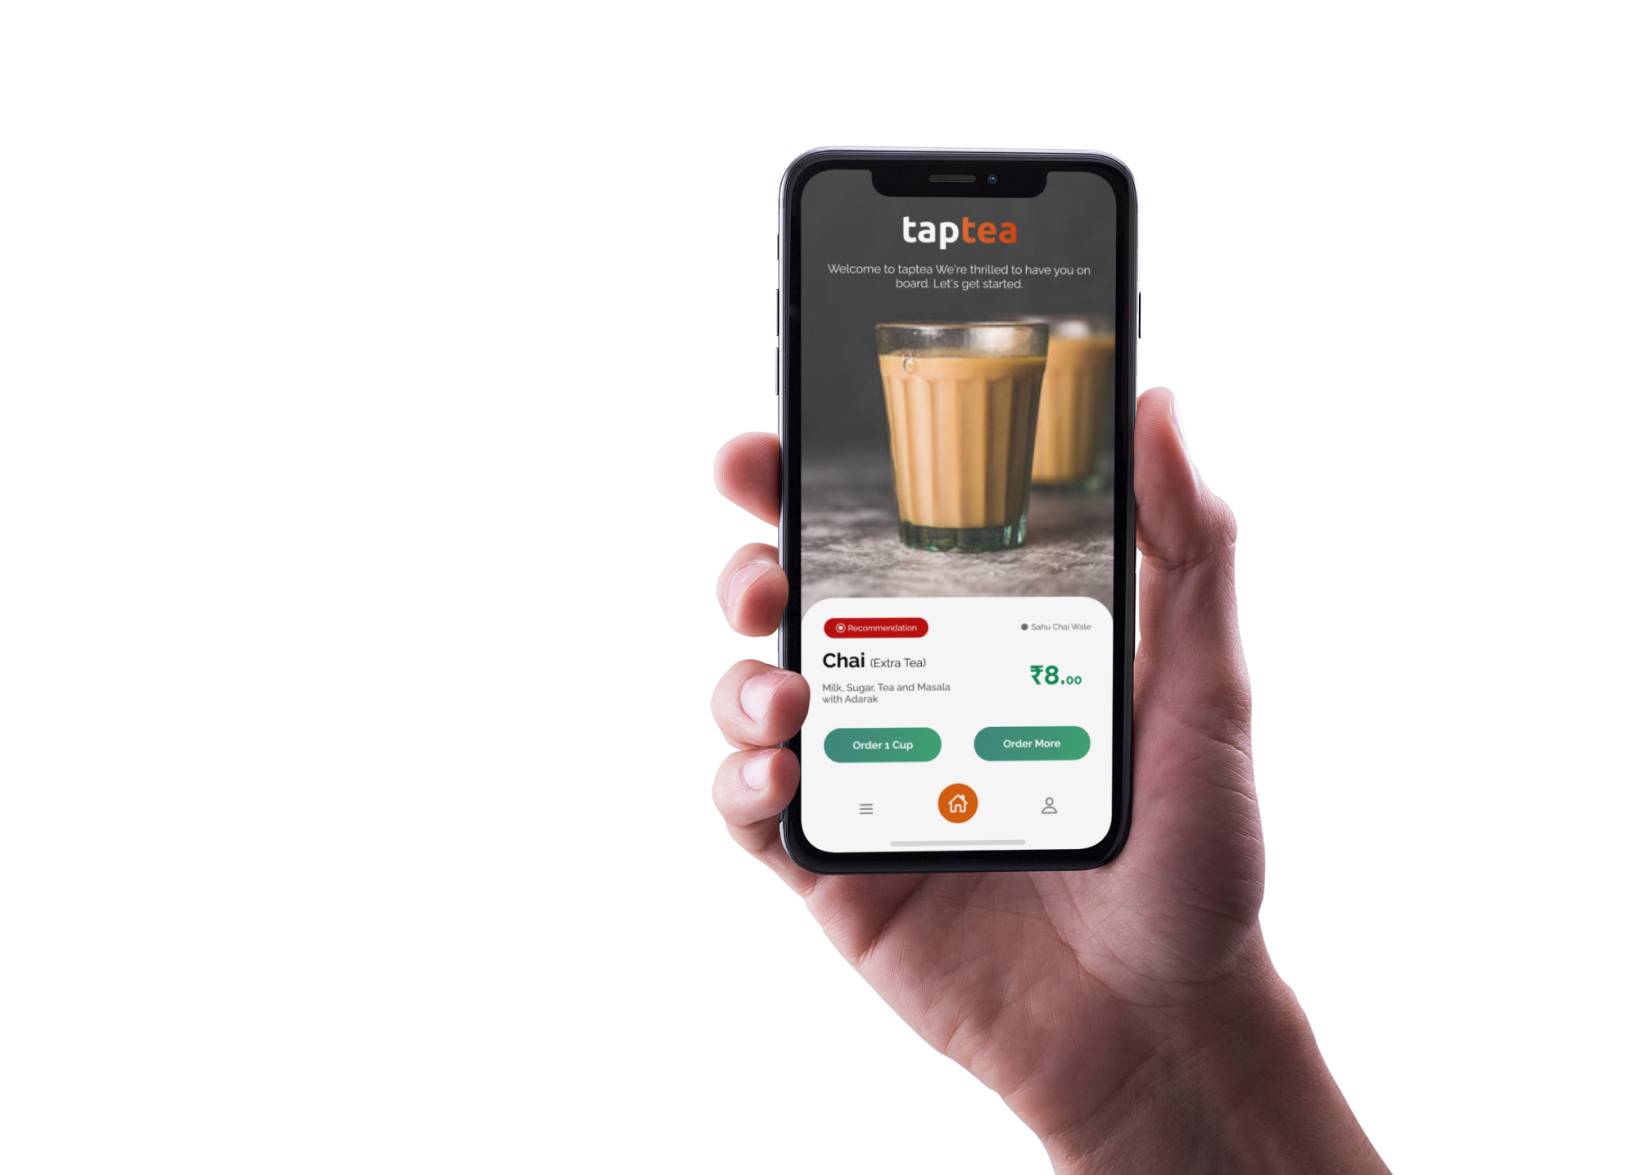 taptea
Welcome to taptea We're thrilled to have you on
board. Let's get started.
Recommendation
Sahu Chai Wale
Chai (Extra Tea)
₹8.00
Milk, Sugar, Tea and Masala
with Adarak
Order 1 Cup
Order More